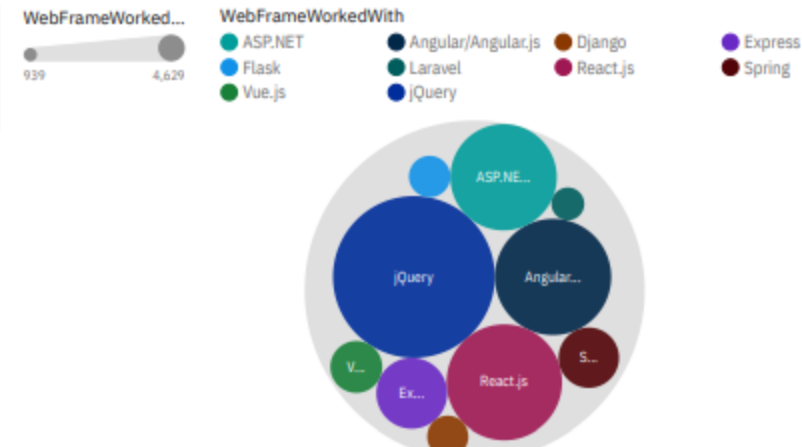 WebFrameWorked...
939 4,629
WebFrameWorkedWith
ASP.NET Angular/Angular.js Django Express
Flask Laravel React.js Spring
Vue.js jQuery
ASP.NE...
jQuery Angular...
S...
V... React.js
Ex...